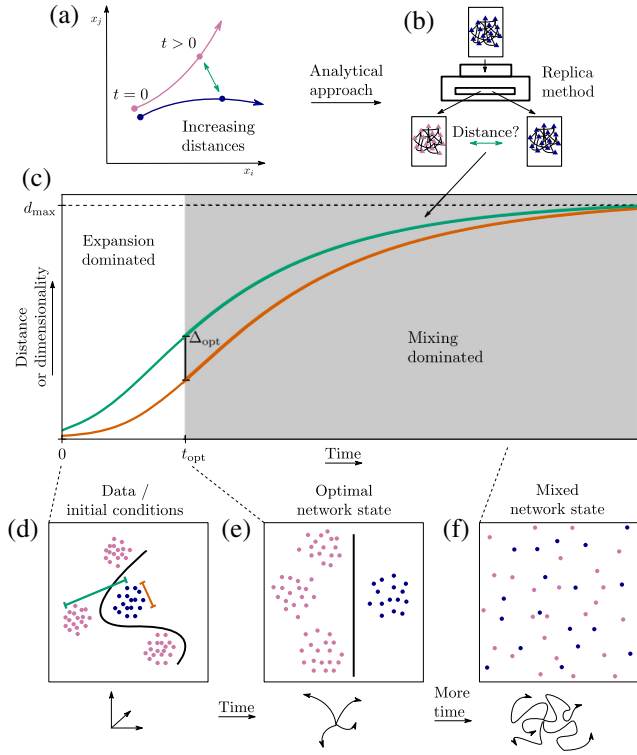 (a)
x_j
t > 0
t = 0
Increasing
distances
x_i
Analytical
approach
(b)
Replica
method
Distance?
(c)
d_max
Expansion
dominated
Distance
or dimensionality
Δ_opt
Mixing
dominated
0
t_opt
Time
Data /
initial conditions
Optimal
network state
Mixed
network state
(d)
(e)
(f)
Time
More
time